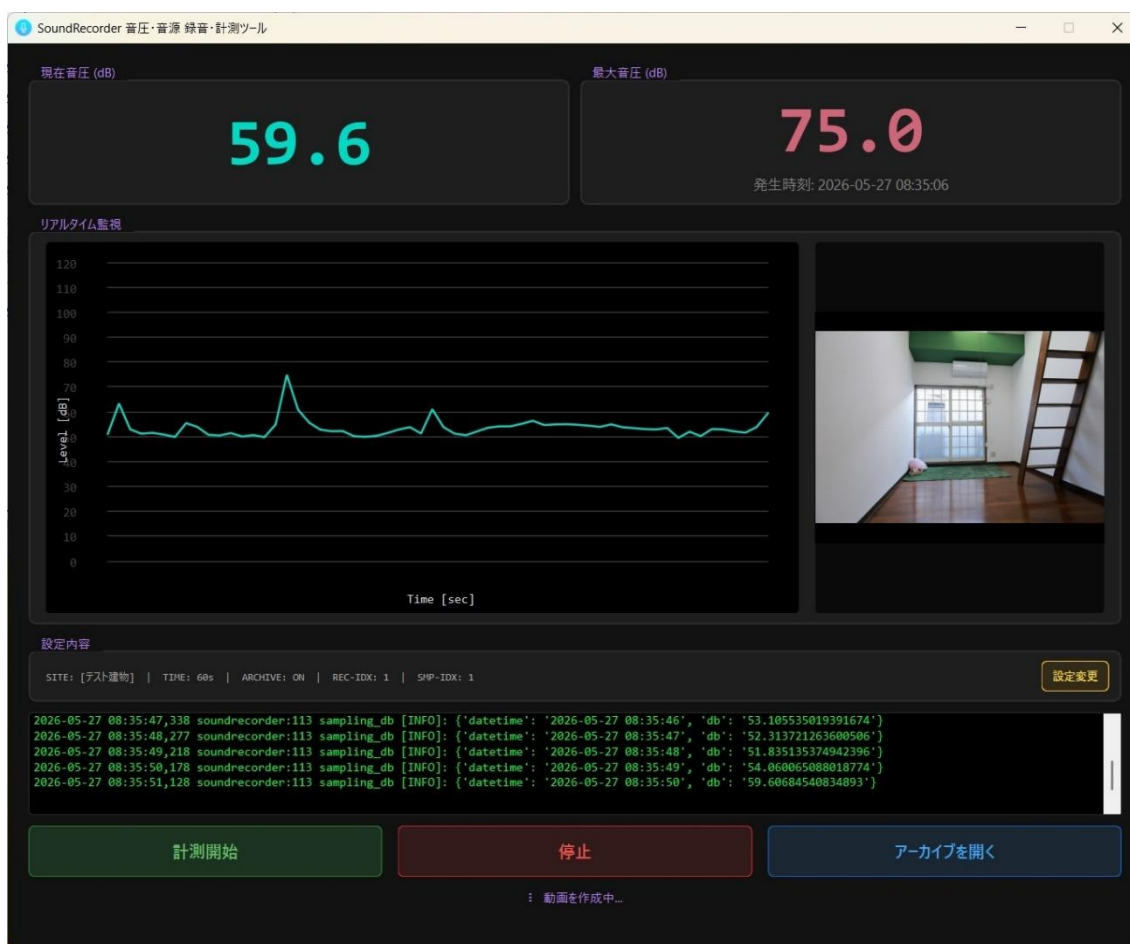 SoundRecorder 音圧・音源 録音・計測ツール
現在音圧 (dB)
59.6
最大音圧 (dB)
75.0
発生時刻: 2026-05-27 08:35:06
リアルタイム監視
120
110
100
90
80
70
60
50
40
30
20
10
0
Level [dB]
Time [sec]
設定内容
SITE: [テスト建物] | TIME: 60s | ARCHIVE: ON | REC-IDX: 1 | SMP-IDX: 1
設定変更
2026-05-27 08:35:47,338 soundrecorder:113 sampling_db [INFO]: {'datetime': '2026-05-27 08:35:46', 'db': '53.105535019391674'}
2026-05-27 08:35:48,277 soundrecorder:113 sampling_db [INFO]: {'datetime': '2026-05-27 08:35:47', 'db': '52.313721263600506'}
2026-05-27 08:35:49,218 soundrecorder:113 sampling_db [INFO]: {'datetime': '2026-05-27 08:35:48', 'db': '51.835135374942396'}
2026-05-27 08:35:50,178 soundrecorder:113 sampling_db [INFO]: {'datetime': '2026-05-27 08:35:49', 'db': '54.060065088018774'}
2026-05-27 08:35:51,128 soundrecorder:113 sampling_db [INFO]: {'datetime': '2026-05-27 08:35:50', 'db': '59.60684540834893'}
計測開始
停止
アーカイブを開く
⋮ 動画を作成中...